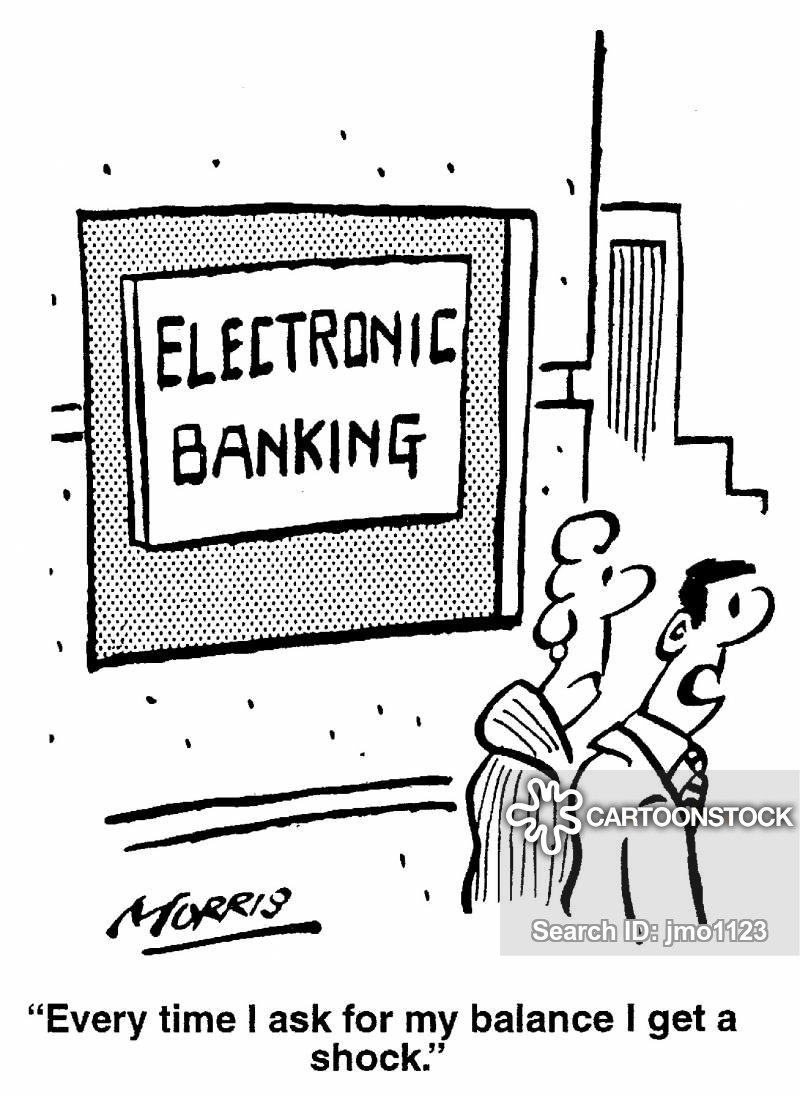 ELECTRONIC
BANKING
CARTOONSTOCK
Search ID: jmo1123
MORRIS
“Every time I ask for my balance I get a
shock.”